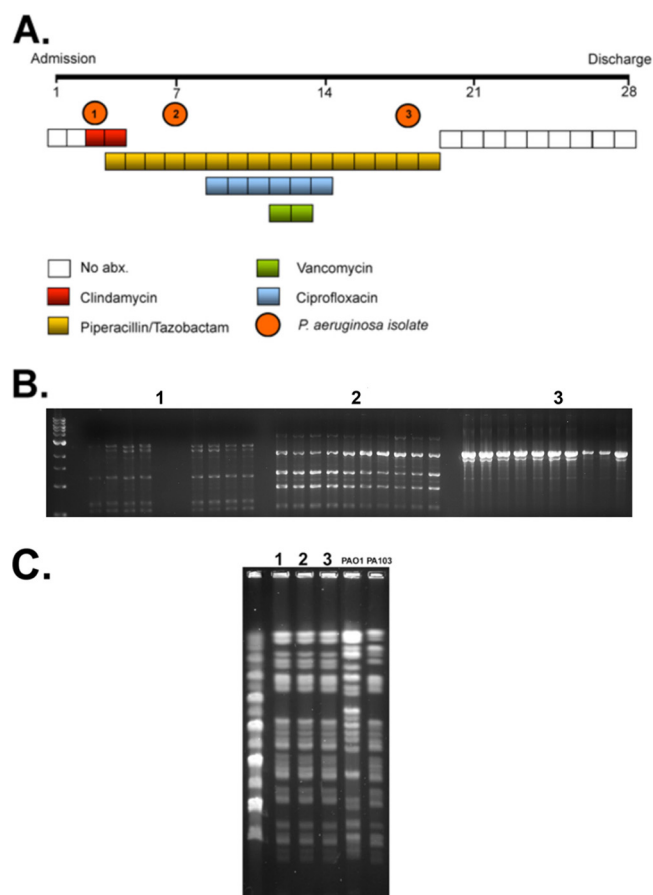 A.
Admission Discharge
1 7 14 21 28
1 2 3
No abx. Vancomycin
Clindamycin Ciprofloxacin
Piperacillin/Tazobactam P. aeruginosa isolate
B.
1 2 3
C.
1 2 3 PAO1 PA103